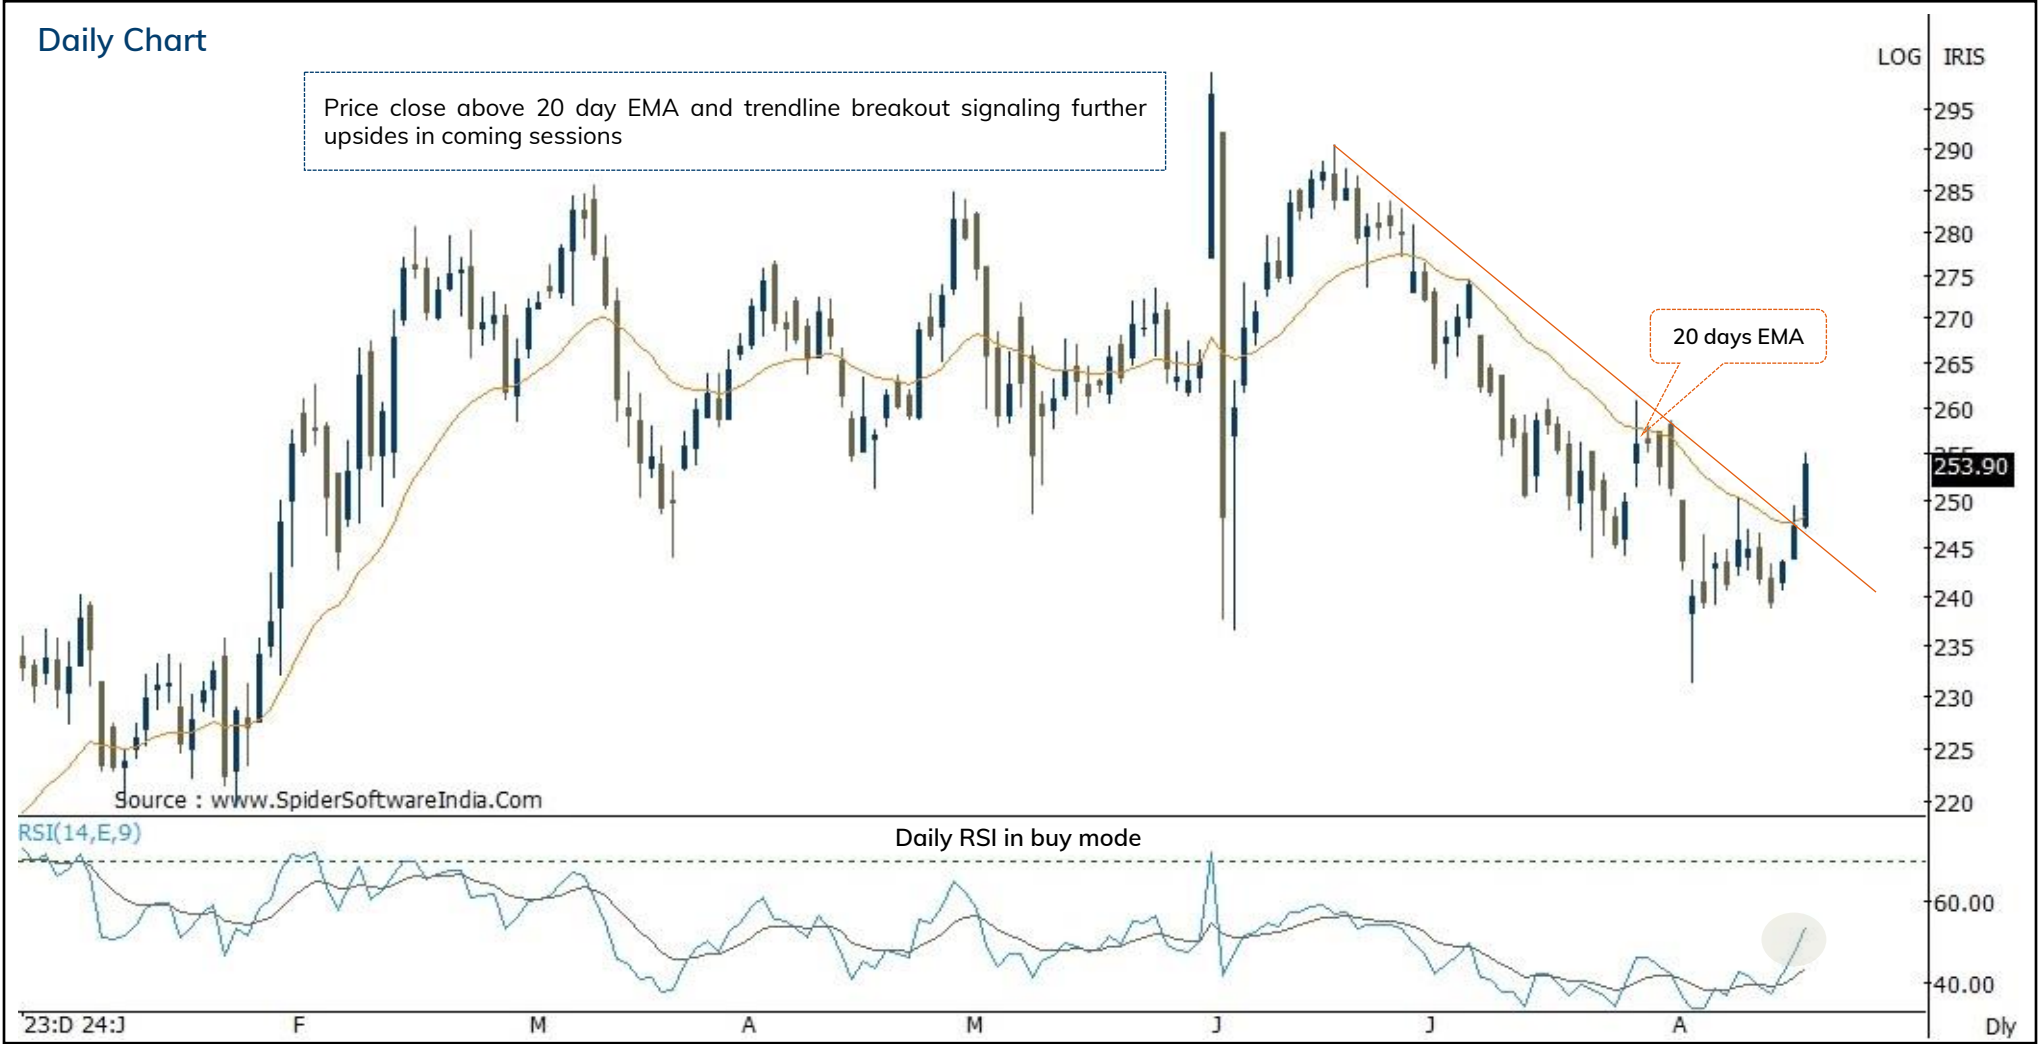 Daily Chart
LOG IRIS
Price close above 20 day EMA and trendline breakout signaling further
upsides in coming sessions
295
290
285
280
275
270
20 days EMA
265
260
255
253.90
250
245
240
235
230
225
220
Source : www.SpiderSoftwareIndia.Com
RSI(14,E,9)
Daily RSI in buy mode
60.00
40.00
'23:D 24:J F M A M J J A Dly